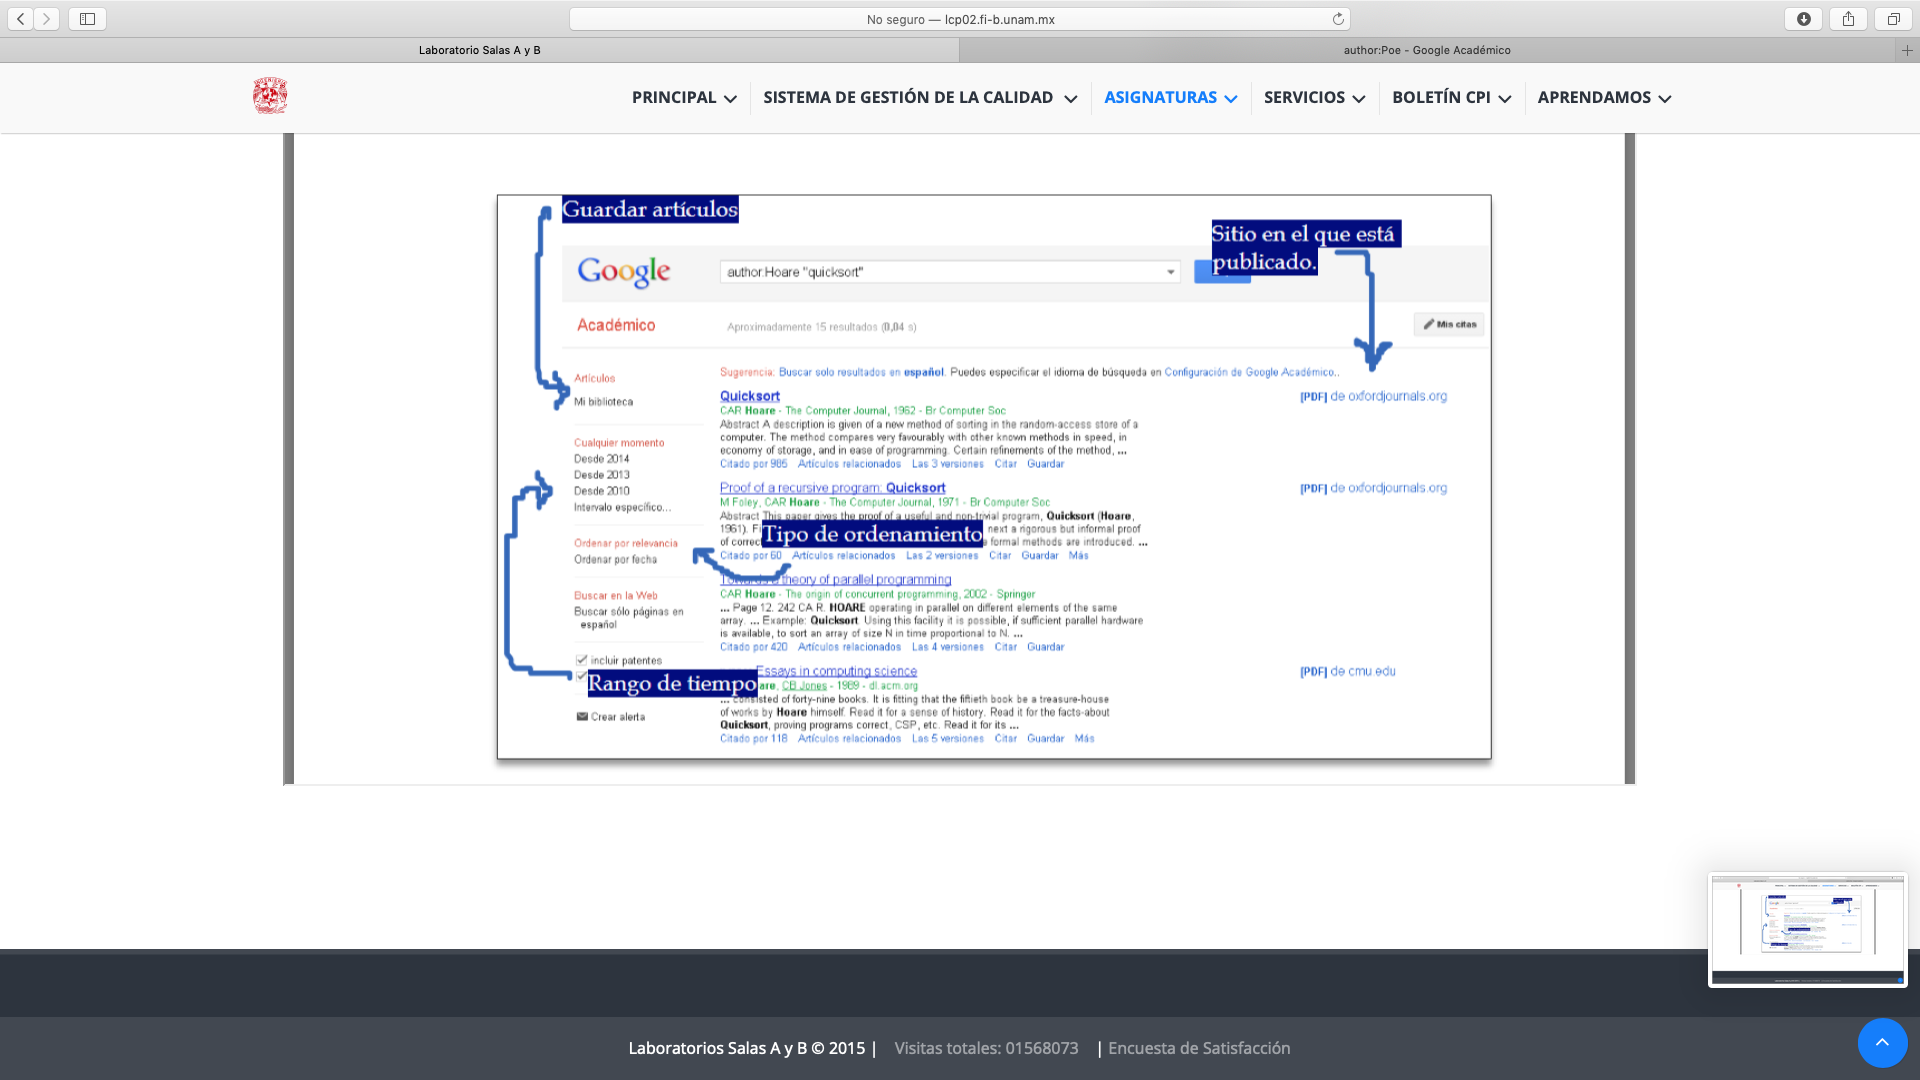 No seguro — lcp02.fi-b.unam.mx
Laboratorio Salas A y B
author:Poe - Google Académico
PRINCIPAL
SISTEMA DE GESTIÓN DE LA CALIDAD
ASIGNATURAS
SERVICIOS
BOLETÍN CPI
APRENDAMOS
Guardar artículos
Sitio en el que está
publicado.
Google
author:Hoare "quicksort"
Académico
Aproximadamente 15 resultados (0,04 s)
Mis citas
Artículos
Mi biblioteca
Cualquier momento
Desde 2014
Desde 2013
Desde 2010
Intervalo específico...
Ordenar por relevancia
Ordenar por fecha
Buscar en la Web
Buscar sólo páginas en
español
incluir patentes
Rango de tiempo
Crear alerta
Sugerencia: Buscar solo resultados en español. Puedes especificar el idioma de búsqueda en Configuración de Google Académico..
Quicksort
[PDF] de oxfordjournals.org
CAR Hoare - The Computer Journal, 1962 - Br Computer Soc
Abstract A description is given of a new method of sorting in the random-access store of a
computer. The method compares very favourably with other known methods in speed, in
economy of storage, and in ease of programming. Certain refinements of the method, ...
Citado por 985 Artículos relacionados Las 3 versiones Citar Guardar
Proof of a recursive program: Quicksort
[PDF] de oxfordjournals.org
M Foley, CAR Hoare - The Computer Journal, 1971 - Br Computer Soc
Abstract This paper gives the proof of a useful and non-trivial program, Quicksort (Hoare,
1961). next a rigorous but informal proof
of formal methods are introduced. ...
Tipo de ordenamiento
Citado por 60 Artículos relacionados Las 2 versiones Citar Guardar Más
theory of parallel programming
CAR Hoare - The origin of concurrent programming, 2002 - Springer
... Page 12. 242 CA R. HOARE operating in parallel on different elements of the same
array. ... Example: Quicksort. Using this facility it is possible, if sufficient parallel hardware
is available, to sort an array of size N in time proportional to N. ...
Citado por 420 Artículos relacionados Las 4 versiones Citar Guardar
Essays in computing science
[PDF] de cmu.edu
are, CB Jones - 1989 - dl.acm.org
... consisted of forty-nine books. It is fitting that the fiftieth book be a treasure-house
of works by Hoare himself. Read it for a sense of history. Read it for the facts-about
Quicksort, proving programs correct, CSP, etc. Read it for its ...
Citado por 118 Artículos relacionados Las 5 versiones Citar Guardar Más
Laboratorios Salas A y B © 2015 | Visitas totales: 01568073 | Encuesta de Satisfacción